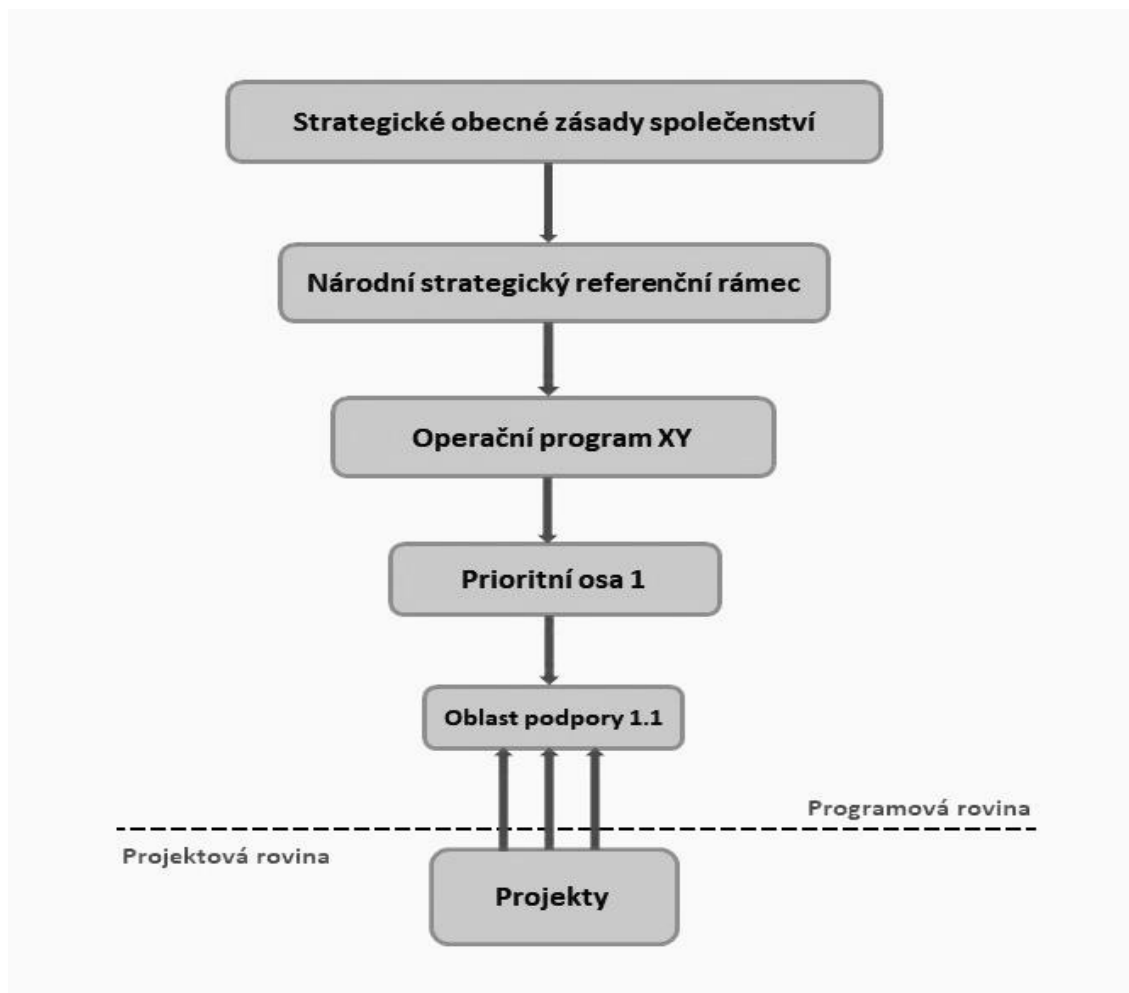 Strategické obecné zásady společenství
Národní strategický referenční rámec
Operační program XY
Prioritní osa 1
Oblast podpory 1.1
Programová rovina
Projektová rovina
Projekty